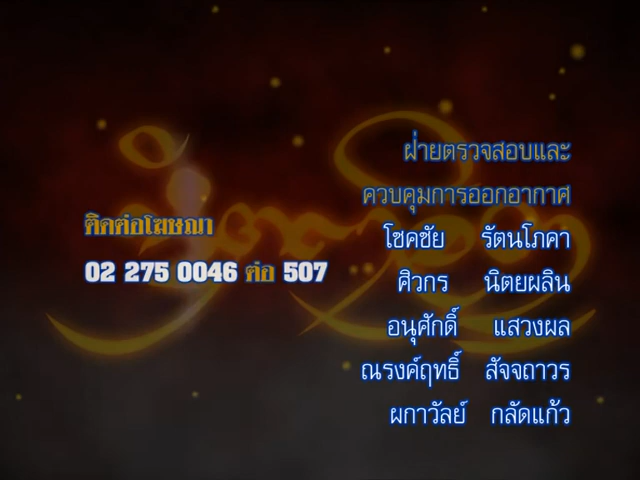 ติดต่อโฆษณา
02 275 0046 ต่อ 507
ฝ่ายตรวจสอบและ
ควบคุมการออกอากาศ
โชคชัย รัตนโภคา
ศิวกร นิตยผลิน
อนุศักดิ์ แสวงผล
ณรงค์ฤทธิ์ สัจจถาวร
ผกาวัลย์ กลัดแก้ว